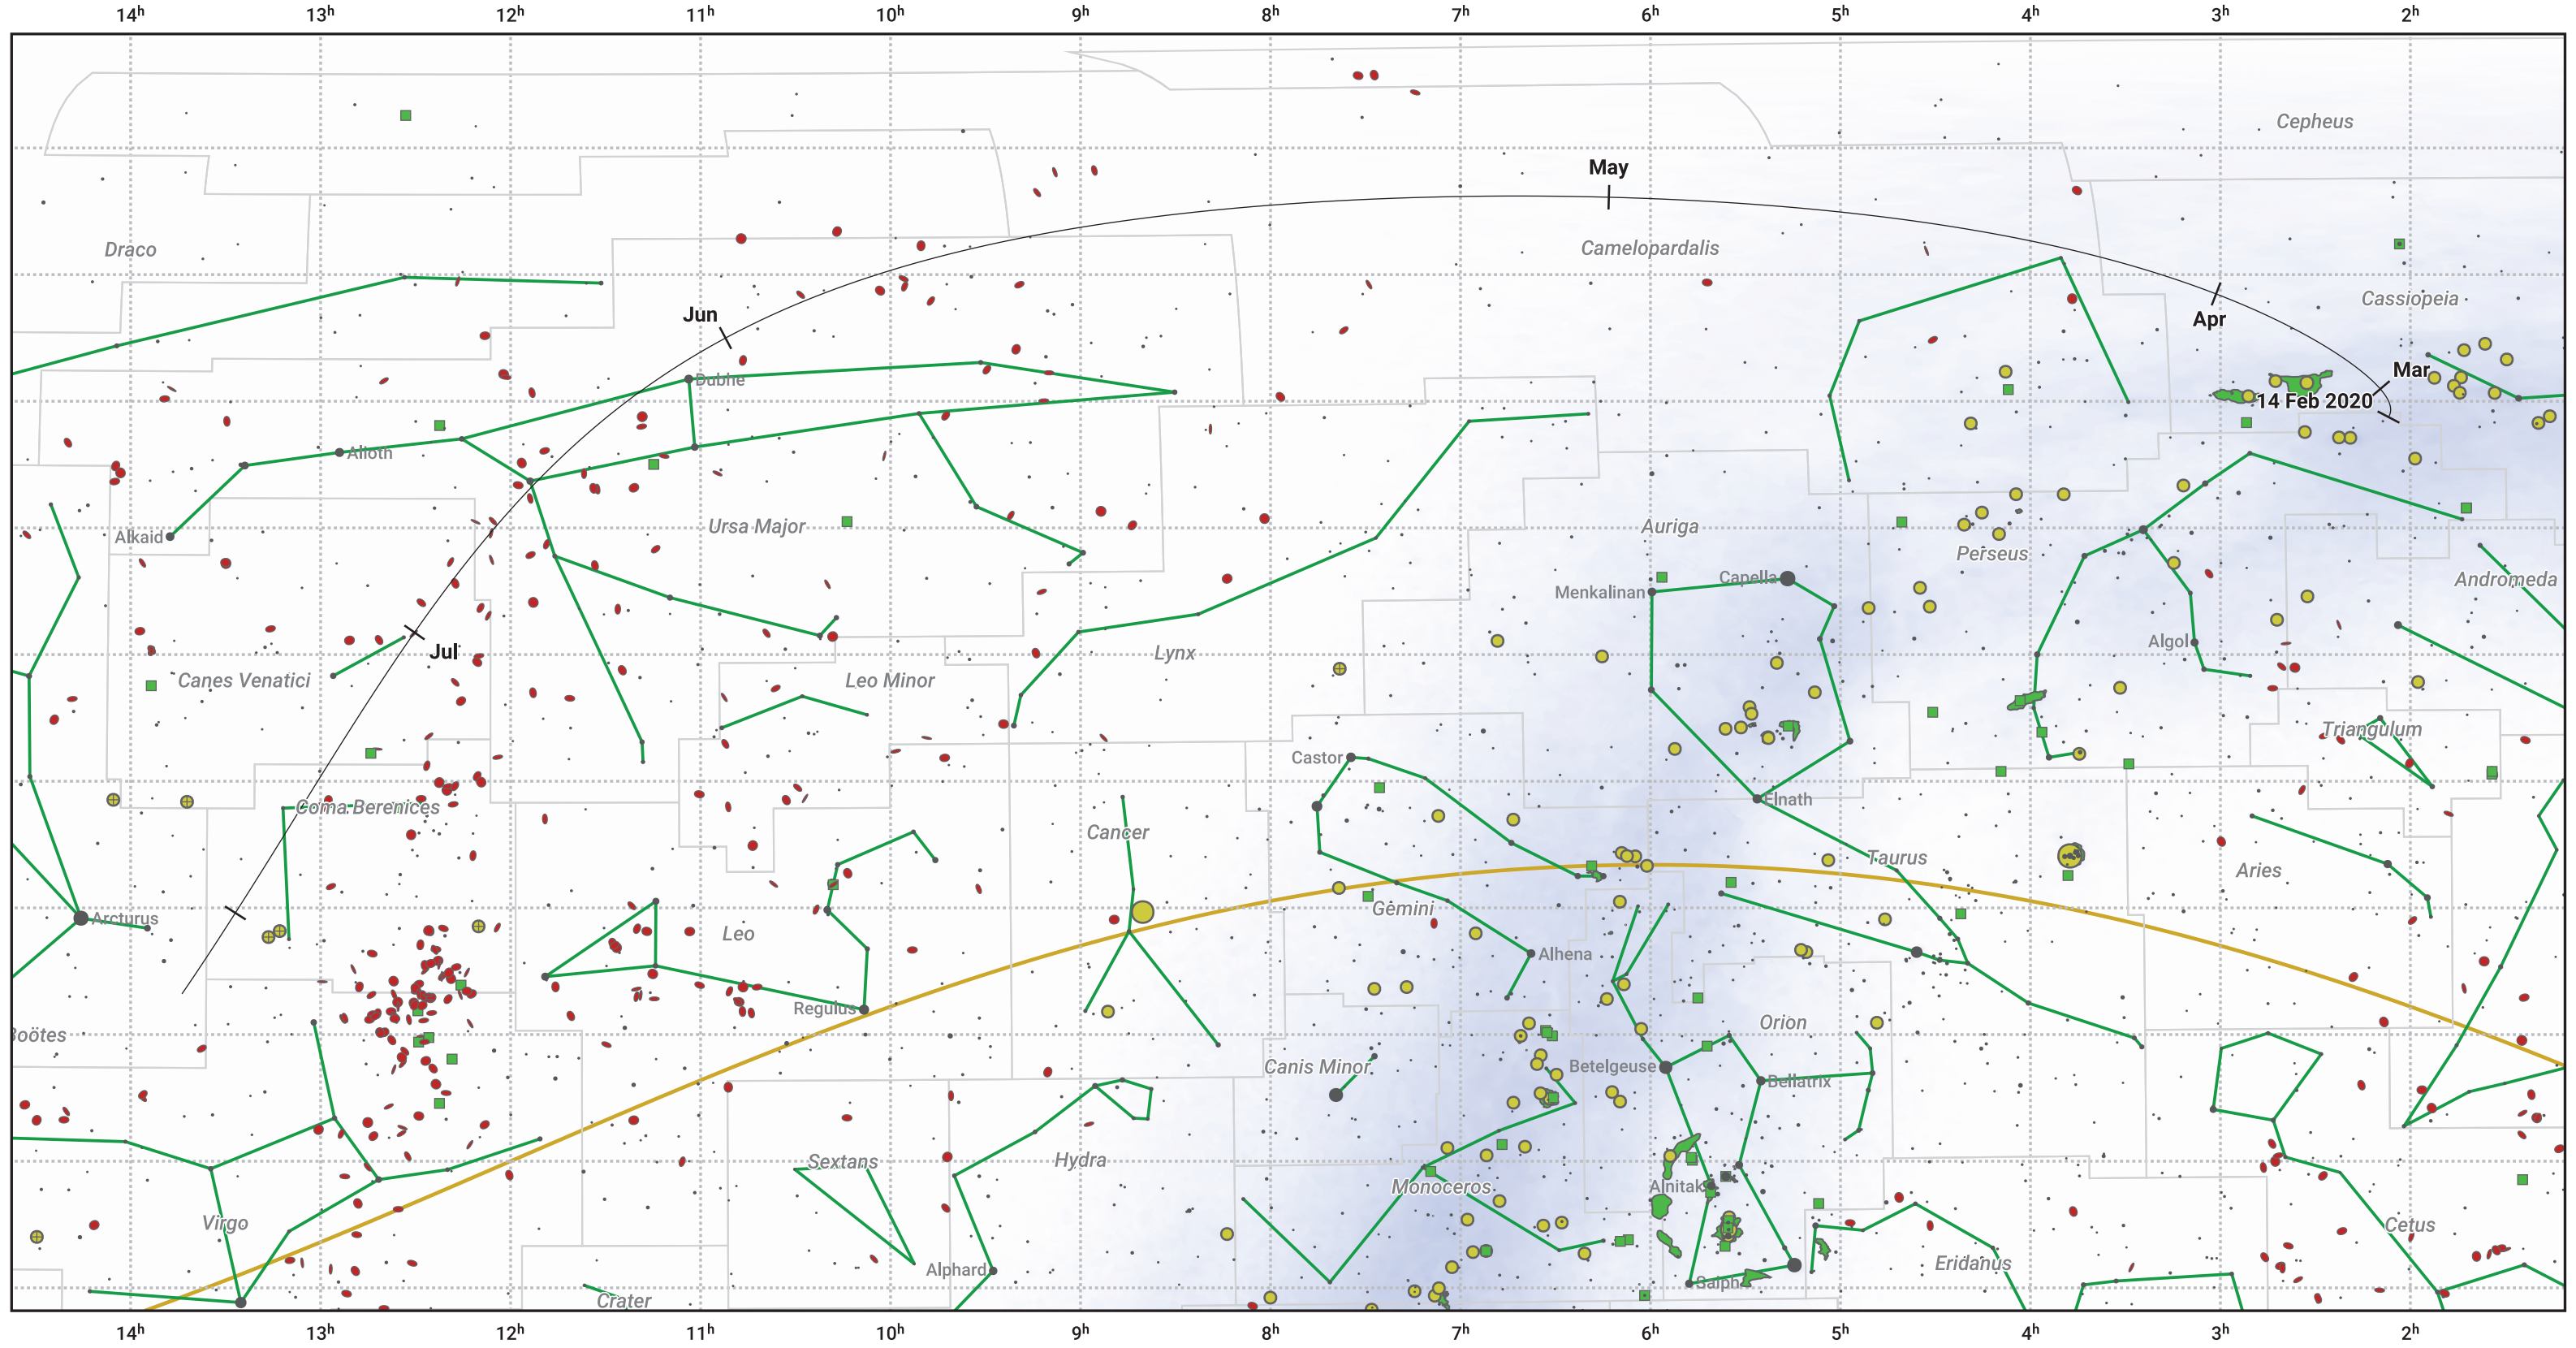 14h 13h 12h 11h 10h 9h 8h 7h 6h 5h 4h 3h 2h
Cepheus
May
Draco
Camelopardalis
Cassiopeia
Jun
Apr
Mar
Dubhe
14 Feb 2020
Alioth
Ursa Major
Auriga
Alkaid
Perseus
Capella
Andromeda
Menkalinan
Algol
Jul
Lynx
Canes Venatici
Leo Minor
Triangulum
Castor
Elnath
Coma Berenices
Cancer
Taurus
Aries
Gemini
Arcturus
Leo
Alhena
Regulus
Orion
Boötes
Canis Minor
Betelgeuse
Bellatrix
Hydra
Sextans
Monoceros
Alnitak
Virgo
Cetus
Eridanus
Alphard
Saiph
Crater
14h 13h 12h 11h 10h 9h 8h 7h 6h 5h 4h 3h 2h